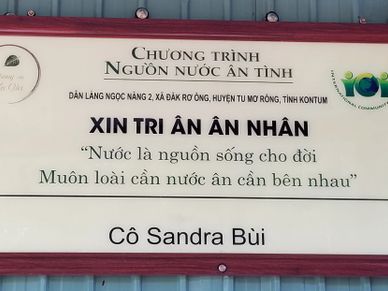 CHƯƠNG TRÌNH
NGUỒN NƯỚC ÂN TÌNH
DÂN LÀNG NGỌC NĂNG 2, XÃ ĐĂK RƠ ÔNG, HUYỆN TU MƠ RÔNG, TỈNH KONTUM
XIN TRI ÂN ÂN NHÂN
“Nước là nguồn sống cho đời
Muôn loài cần nước ân cần bên nhau”
Cô Sandra Bùi